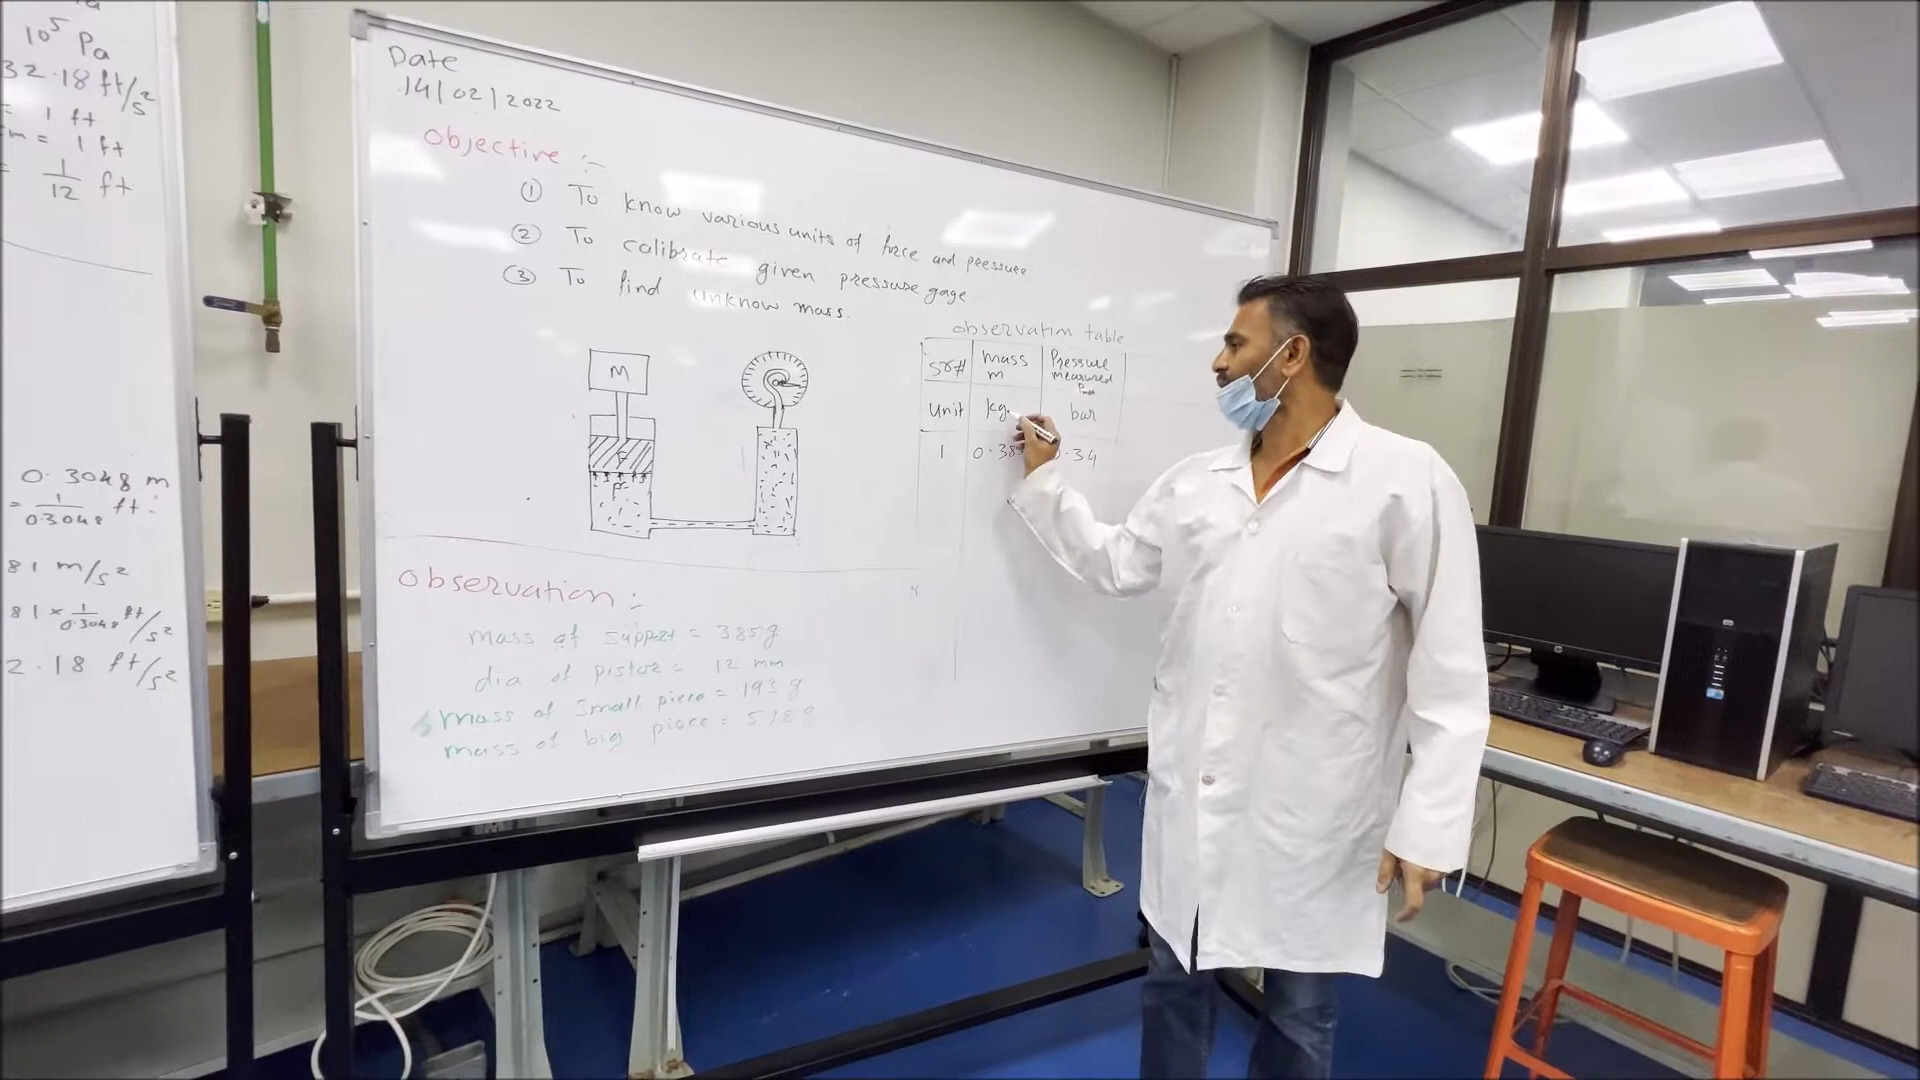 10⁵ Pa
32.18 ft/s²
= 1 ft
m = 1 ft
= 1/12 ft
0.3048 m
= 1/0.3048 ft
81 m/s²
81 × 1/0.3048 ft/s²
2.18 ft/s²
Date
14/02/2022
Objective :-
① To know various units of force and pressure
② To calibrate given pressure gage
③ To find unknow mass.
M
F
P
observation table
Sr# mass m Pressure measured
Unit kg bar
1 0.385 0.34
Observation :-
mass of support = 385g
dia of piston = 12 mm
mass of small piece = 193 g
mass of big piece =
hp